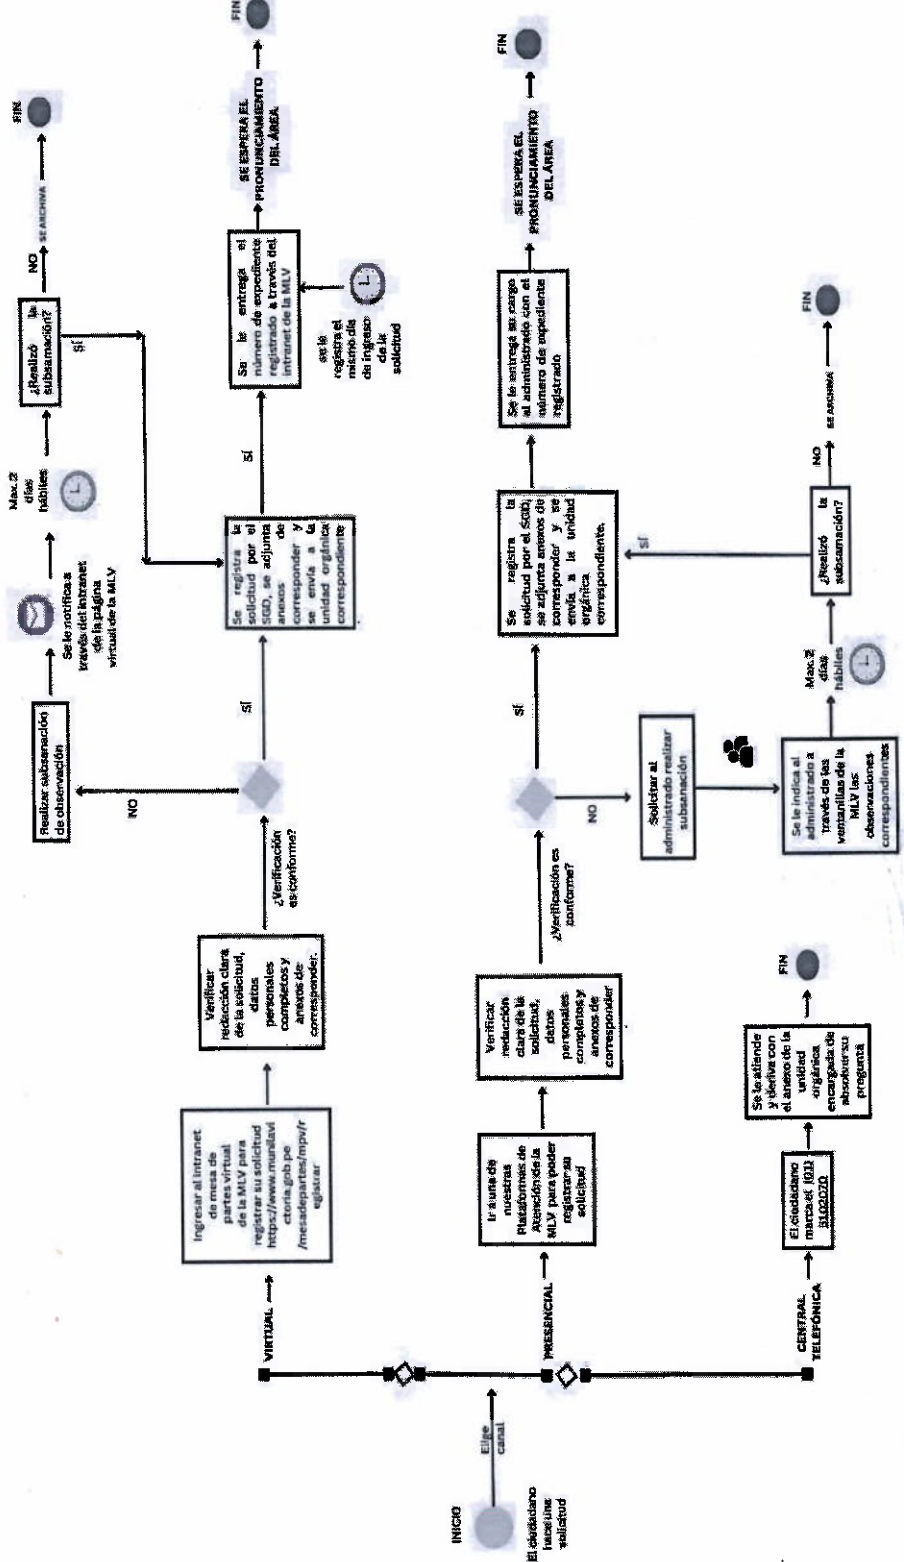 INICIO
El ciudadano
hace una
solicitud
Elige
canal
VIRTUAL
Ingresar al intranet
de mesa de
partes virtual
de la MLV para
registrar su solicitud
https://www.munilavi
ctoria.gob.pe
/mesadepartes/mpv/r
egistrar
Verificar
redacción clara
de la solicitud,
datos
personales
completos y
anexos de
corresponder.
¿Verificación
es conforme?
NO
Realizar subsanación
de observación
Se le notifica a
través del intranet
de la página
virtual de la MLV
Max. 2
días
hábiles
¿Realizó la
subsamación?
NO
SE ARCHIVA
FIN
SÍ
SÍ
Se registra la
solicitud por el
SGD, se adjunta
anexos de
corresponder y
se envía a la
unidad orgánica
correspondiente
SÍ
Se le entrega el
número de expediente
registrado a través del
intranet de la MLV
se le
registra el
mismo día
de ingreso
de la
solicitud
SE ESPERA EL
PRONUNCIAMIENTO
DEL ÁREA
FIN
PRESENCIAL
Ir a una de
nuestras
Plataformas de
Atención de la
MLV para poder
registrar su
solicitud
Verificar
redacción
clara de la
solicitud,
datos
personales
completos y
anexos de
corresponder
¿Verificación es
conforme?
SÍ
Se registra la
solicitud por el SGD,
se adjunta anexos de
corresponder y se
envía a la unidad
orgánica
correspondiente.
Se le entrega su cargo
al administrado con el
número de expediente
registrado
SE ESPERA EL
PRONUNCIAMIENTO
DEL ÁREA
FIN
NO
Solicitar al
administrado realizar
subsanación
Se le indica al
administrado a
través de las
ventanillas de la
MLV las
observaciones
correspondientes
Max. 2
días
hábiles
¿Realizó la
subsamación?
SÍ
NO
SE ARCHIVA
FIN
CENTRAL
TELEFÓNICA
El ciudadano
marca el (01)
Se le atiende
y deriva con
el anexo de la
unidad
orgánica
encargada de
absolver su
pregunta
FIN